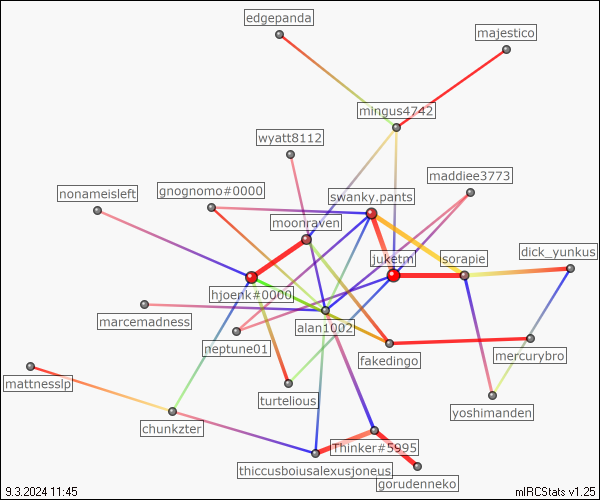 edgepanda
majestico
mingus4742
wyatt8112
maddiee3773
nonameisleft
gnognomo#0000
swanky.pants
moonraven
dick_yunkus
juketn
sorapie
hjoenk#0000
marcemadness
alan1002
neptune01
fakedingo
mercurybro
mattnesslp
turtelious
yoshimanden
chunkzter
Thinker#5995
thiccusboiusalexusjoneus
gorudenneko
9.3.2024 11:45
mIRCStats v1.25